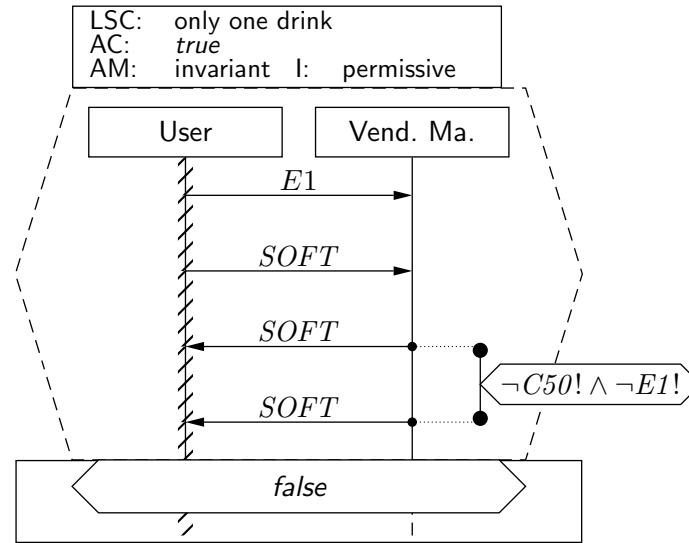 LSC: only one drink
AC: true
AM: invariant I: permissive
User
Vend. Ma.
E1
SOFT
SOFT
SOFT
¬C50! ∧ ¬E1!
false